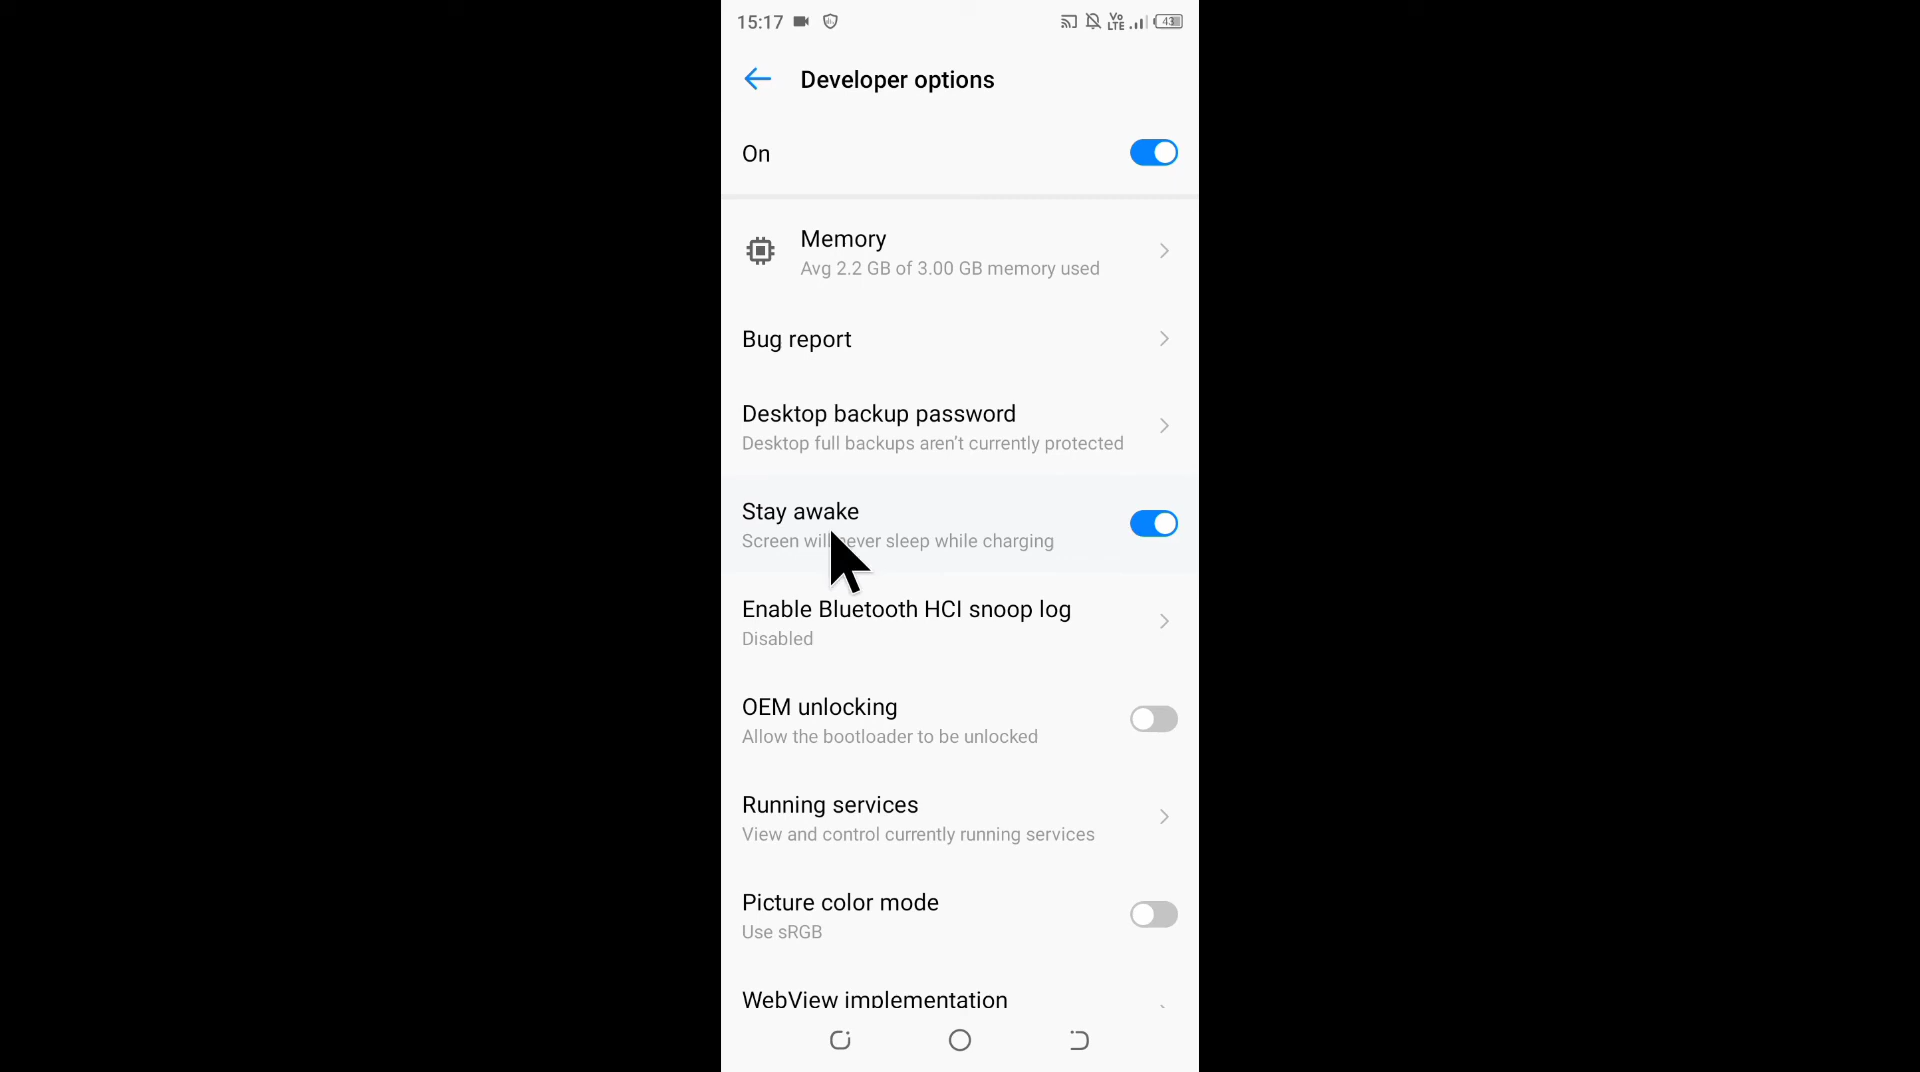 15:17
Vo
LTE
43
Developer options
On
Memory
Avg 2.2 GB of 3.00 GB memory used
Bug report
Desktop backup password
Desktop full backups aren't currently protected
Stay awake
Screen will never sleep while charging
Enable Bluetooth HCI snoop log
Disabled
OEM unlocking
Allow the bootloader to be unlocked
Running services
View and control currently running services
Picture color mode
Use sRGB
WebView implementation